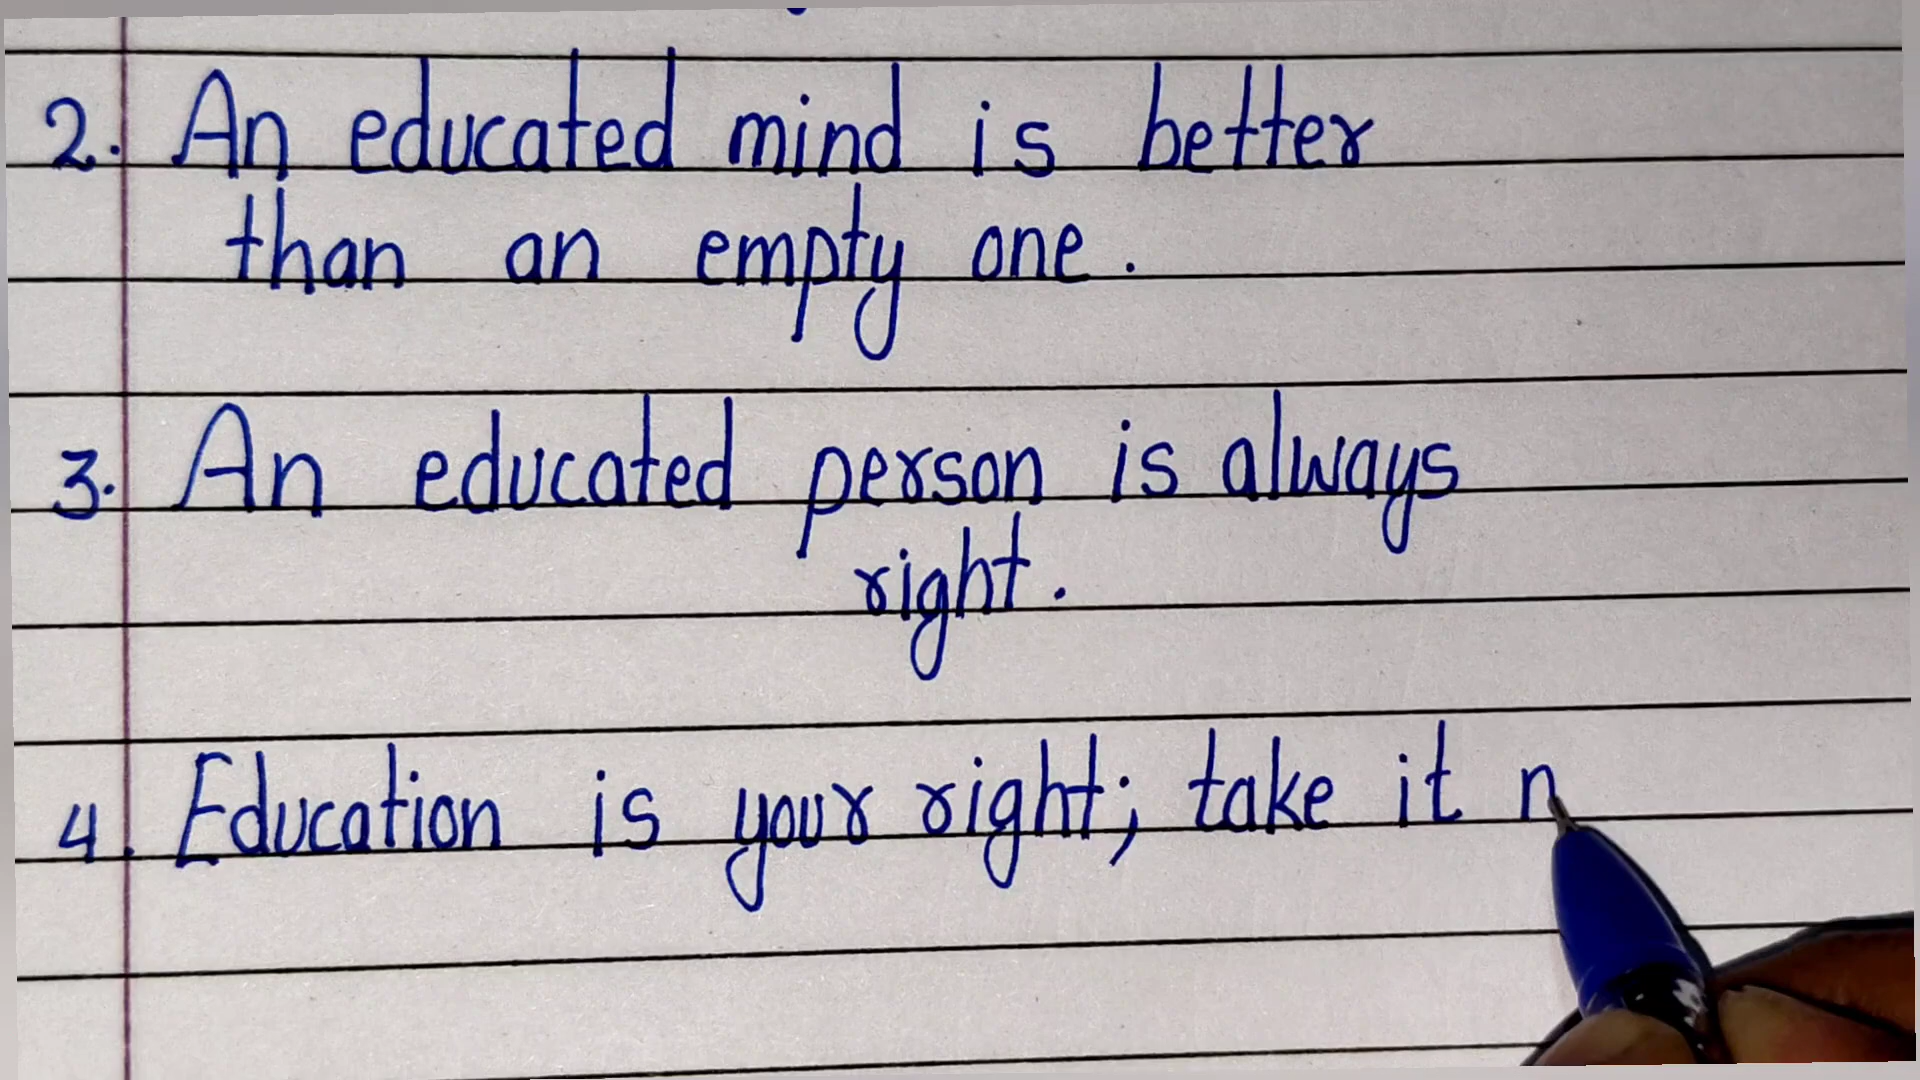 2. An educated mind is better
than an empty one.
3. An educated person is always
right.
4. Education is your right; take it n